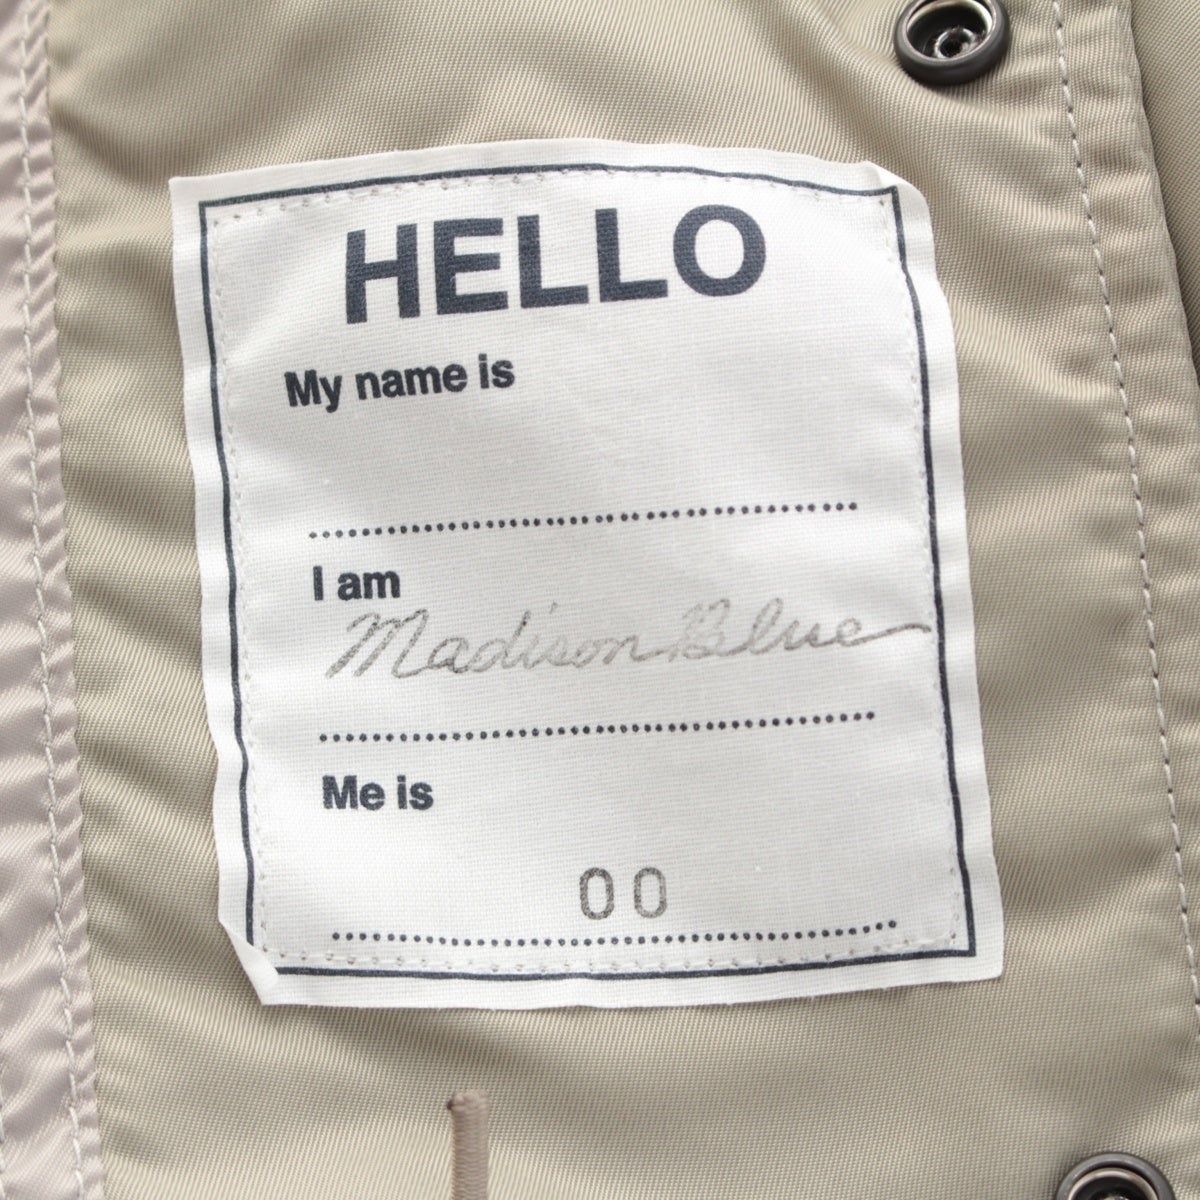 HELLO
My name is
I am
Madison Blue
Me is
00